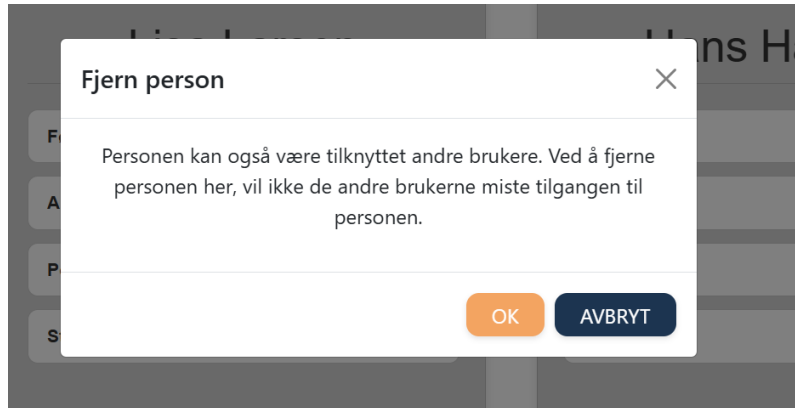 Fjern person
Personen kan også være tilknyttet andre brukere. Ved å fjerne
personen her, vil ikke de andre brukerne miste tilgangen til
personen.
OK
AVBRYT